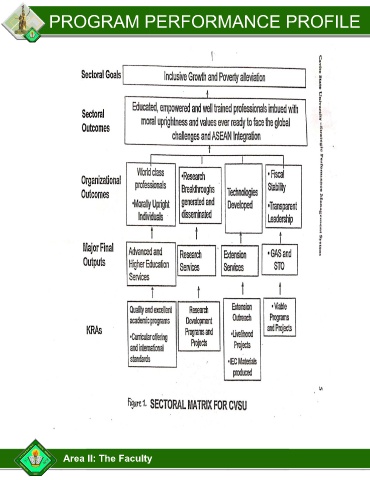 PROGRAM PERFORMANCE PROFILE
1
Cavite State University -Strategic Performance Management System
Sectoral Goals
Inclusive Growth and Poverty alleviation
Sectoral
Outcomes
Educated, empowered and well trained professionals imbued with
moral uprightness and values ever ready to face the global
challenges and ASEAN Integration
Organizational
Outcomes
World class
professionals
•Morally Upright
Individuals
•Research
Breakthroughs
generated and
disseminated
Technologies
Developed
• Fiscal
Stability
•Transparent
Leadership
Major Final
Outputs
Advanced and
Higher Education
Services
Research
Services
Extension
Services
• GAS and
STO
KRAs
Quality and excellent
academic programs
•Curricular offering
and international
standards
Research
Development
Programs and
Projects
Extension
Outreach
•Livelihood
Projects
•IEC Materials
produced
• Viable
Programs
and Projects
5
Figure 1. SECTORAL MATRIX FOR CVSU
Area II: The Faculty